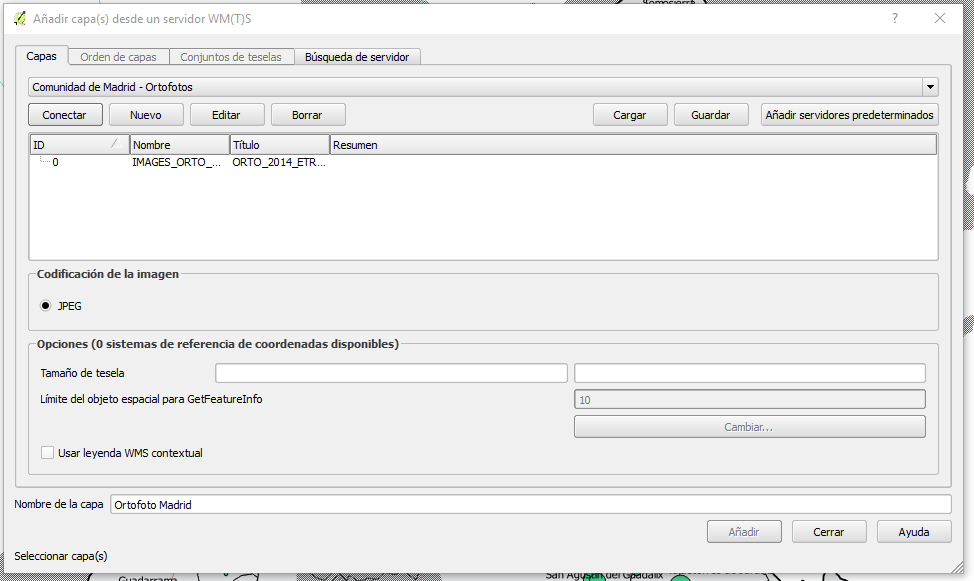 Añadir capa(s) desde un servidor WM(T)S
?
Capas Orden de capas Conjuntos de teselas Búsqueda de servidor
Comunidad de Madrid - Ortofotos
Conectar Nuevo Editar Borrar Cargar Guardar Añadir servidores predeterminados
ID Nombre Título Resumen
0 IMAGES_ORTO_... ORTO_2014_ETR...
Codificación de la imagen
JPEG
Opciones (0 sistemas de referencia de coordenadas disponibles)
Tamaño de tesela
Límite del objeto espacial para GetFeatureInfo 10
Cambiar...
Usar leyenda WMS contextual
Nombre de la capa Ortofoto Madrid
Añadir Cerrar Ayuda
Seleccionar capa(s)
Guadarrama San Agustín del Guadalix